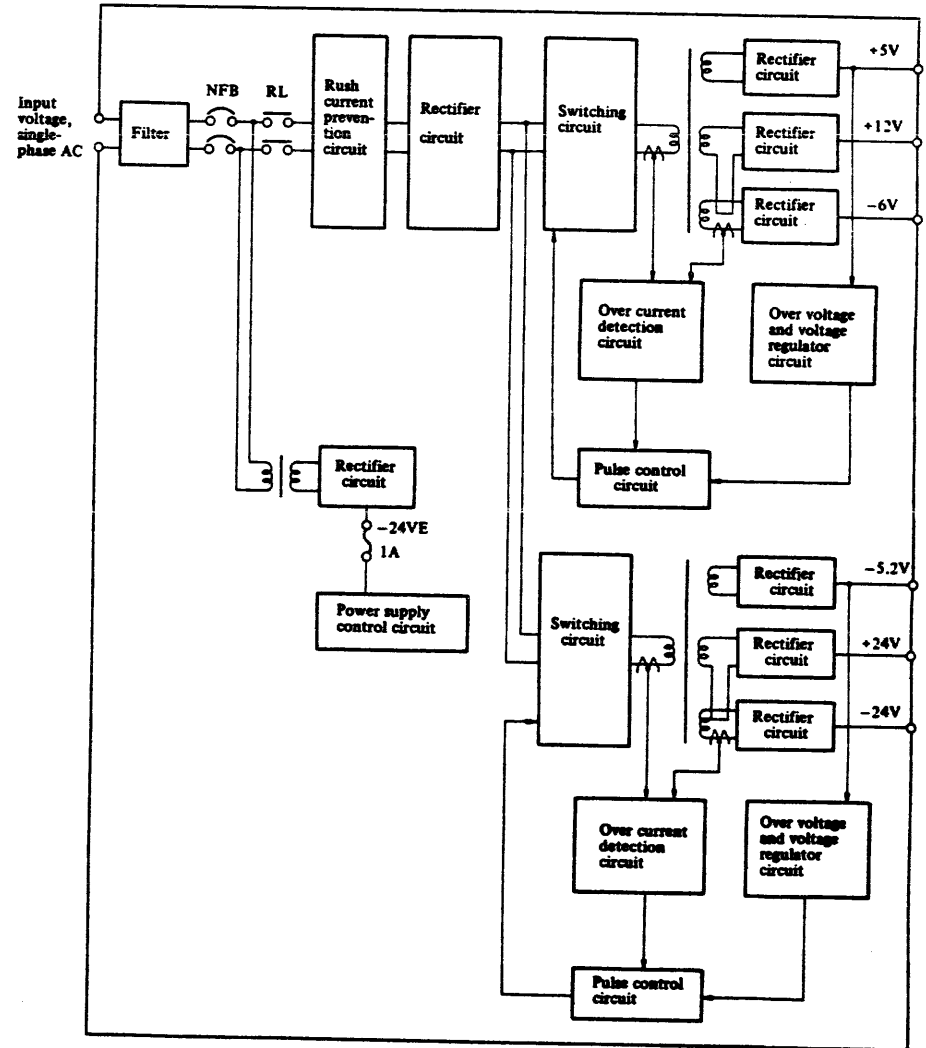 Input
voltage,
single-
phase AC
Filter
NFB
RL
Rush
current
preven-
tion
circuit
Rectifier
circuit
Switching
circuit
Rectifier
circuit
+5V
Rectifier
circuit
+12V
Rectifier
circuit
−6V
Over current
detection
circuit
Over voltage
and voltage
regulator
circuit
Pulse control
circuit
Rectifier
circuit
−24VE
1A
Power supply
control circuit
Switching
circuit
Rectifier
circuit
−5.2V
Rectifier
circuit
+24V
Rectifier
circuit
−24V
Over current
detection
circuit
Over voltage
and voltage
regulator
circuit
Pulse control
circuit